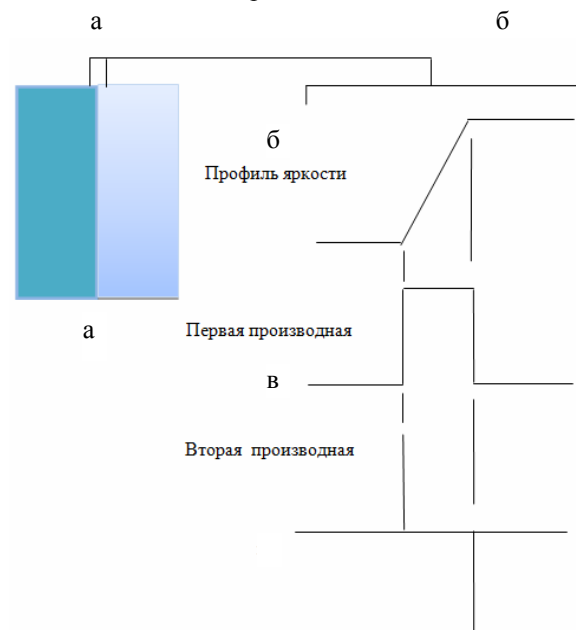 а
б
б
Профиль яркости
а
Первая производная
в
Вторая производная